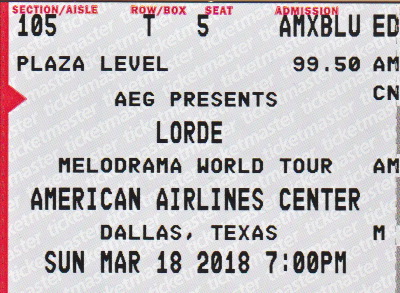 SECTION/AISLE ROW/BOX SEAT ADMISSION
105 T 5 AMXBLU ED
PLAZA LEVEL 99.50 AM
CN
AEG PRESENTS
LORDE
MELODRAMA WORLD TOUR AM
AMERICAN AIRLINES CENTER
DALLAS, TEXAS M
SUN MAR 18 2018 7:00PM